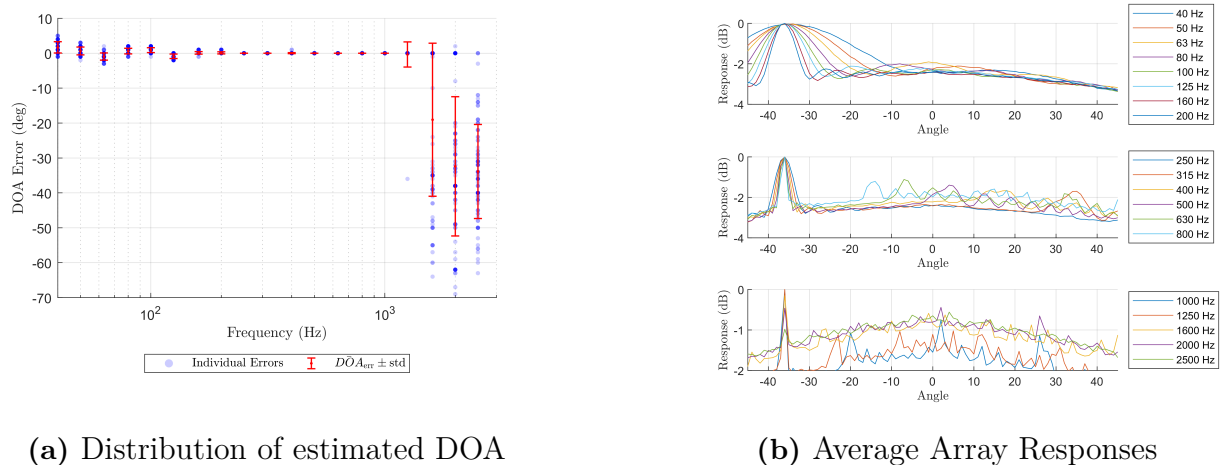 10
0
-10
-20
-30
-40
-50
-60
-70
DOA Error (deg)
10²
10³
Frequency (Hz)
Individual Errors
DOA_err ± std
(a) Distribution of estimated DOA
0
-2
-4
Response (dB)
-40 -30 -20 -10 0 10 20 30 40
Angle
40 Hz
50 Hz
63 Hz
80 Hz
100 Hz
125 Hz
160 Hz
200 Hz
0
-2
-4
Response (dB)
-40 -30 -20 -10 0 10 20 30 40
Angle
250 Hz
315 Hz
400 Hz
500 Hz
630 Hz
800 Hz
0
-1
-2
Response (dB)
-40 -30 -20 -10 0 10 20 30 40
Angle
1000 Hz
1250 Hz
1600 Hz
2000 Hz
2500 Hz
(b) Average Array Responses